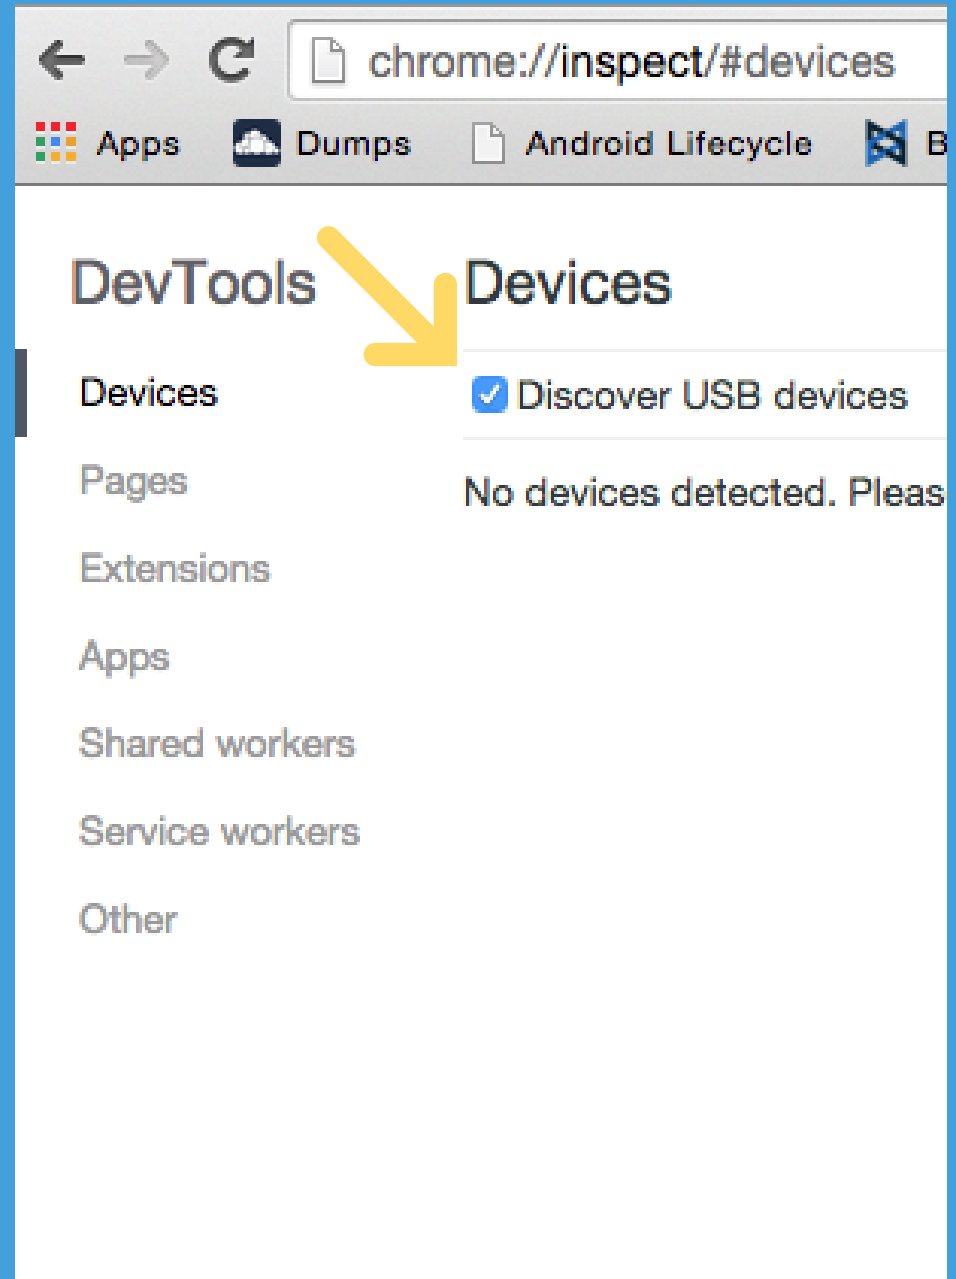 chrome://inspect/#devices
Apps Dumps Android Lifecycle B
DevTools
Devices
Pages
Extensions
Apps
Shared workers
Service workers
Other
Devices
Discover USB devices
No devices detected. Pleas